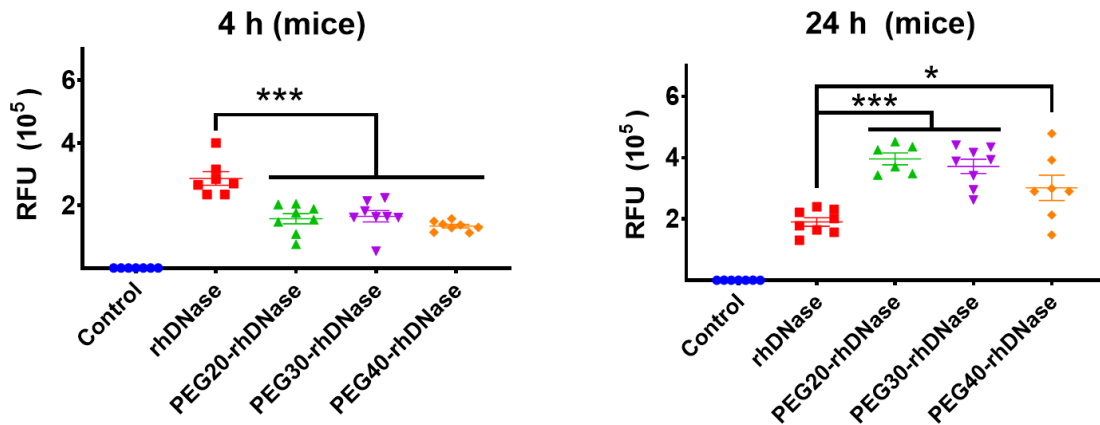 4 h (mice)
RFU (10⁵)
6
4
2
***
Control
rhDNase
PEG20-rhDNase
PEG30-rhDNase
PEG40-rhDNase
24 h (mice)
RFU (10⁵)
6
4
2
*
***
Control
rhDNase
PEG20-rhDNase
PEG30-rhDNase
PEG40-rhDNase